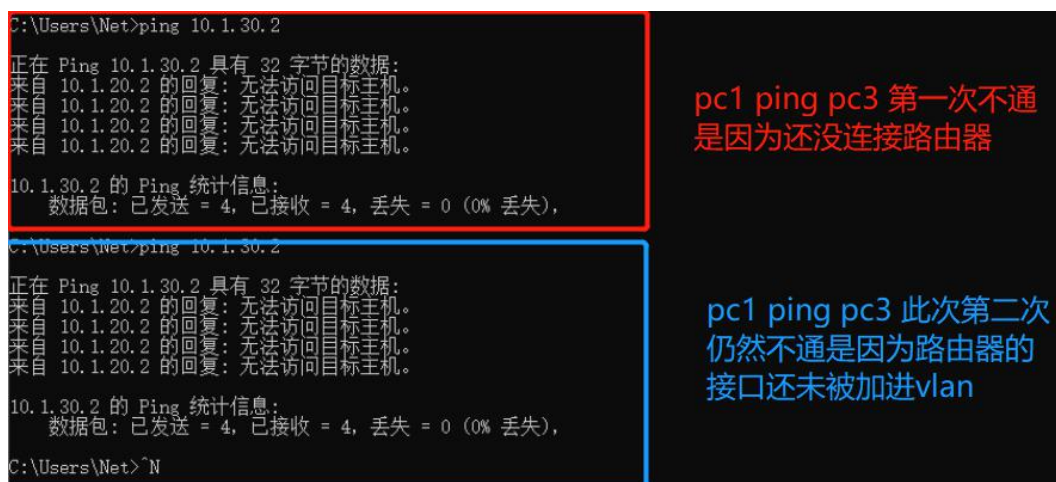 C:\Users\Net>ping 10.1.30.2
正在 Ping 10.1.30.2 具有 32 字节的数据:
来自 10.1.20.2 的回复: 无法访问目标主机。
来自 10.1.20.2 的回复: 无法访问目标主机。
来自 10.1.20.2 的回复: 无法访问目标主机。
来自 10.1.20.2 的回复: 无法访问目标主机。
10.1.30.2 的 Ping 统计信息:
数据包: 已发送 = 4, 已接收 = 4, 丢失 = 0 (0% 丢失),
pc1 ping pc3 第一次不通
是因为还没连接路由器
C:\Users\Net>ping 10.1.30.2
正在 Ping 10.1.30.2 具有 32 字节的数据:
来自 10.1.20.2 的回复: 无法访问目标主机。
来自 10.1.20.2 的回复: 无法访问目标主机。
来自 10.1.20.2 的回复: 无法访问目标主机。
来自 10.1.20.2 的回复: 无法访问目标主机。
10.1.30.2 的 Ping 统计信息:
数据包: 已发送 = 4, 已接收 = 4, 丢失 = 0 (0% 丢失),
C:\Users\Net>^N
pc1 ping pc3 此次第二次
仍然不通是因为路由器的
接口还未被加进vlan